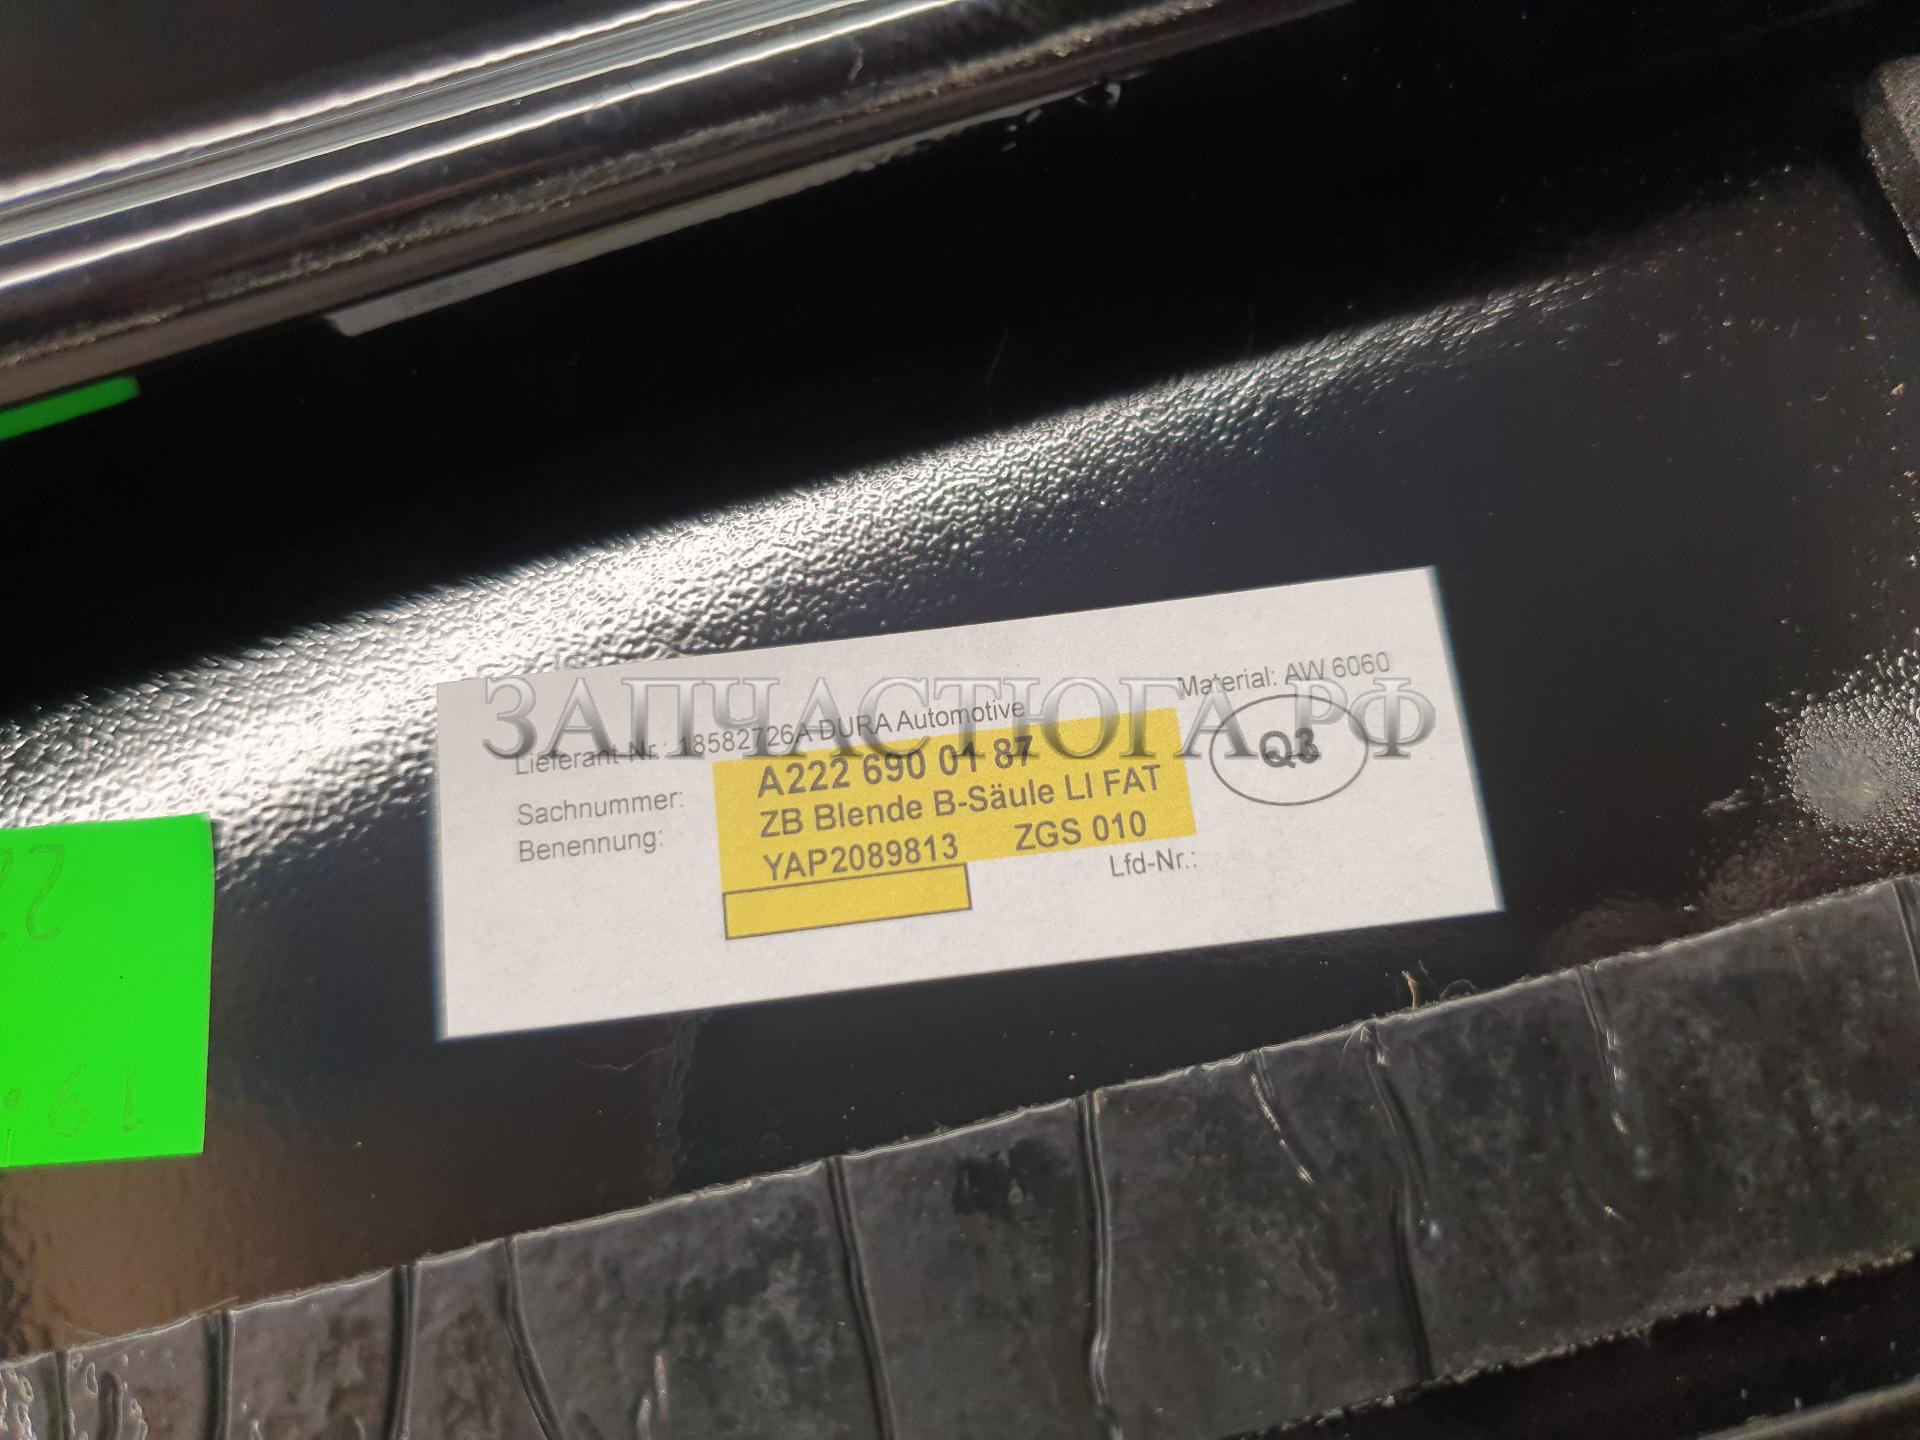 Material: AW 6060
Lieferant-Nr.: 18582726A DURA Automotive
Sachnummer: A222 690 01 87
Q3
Benennung: ZB Blende B-Säule LI FAT
YAP2089813 ZGS 010
Lfd-Nr.:
ЗАПЧАСТЮГА.РФ
19.